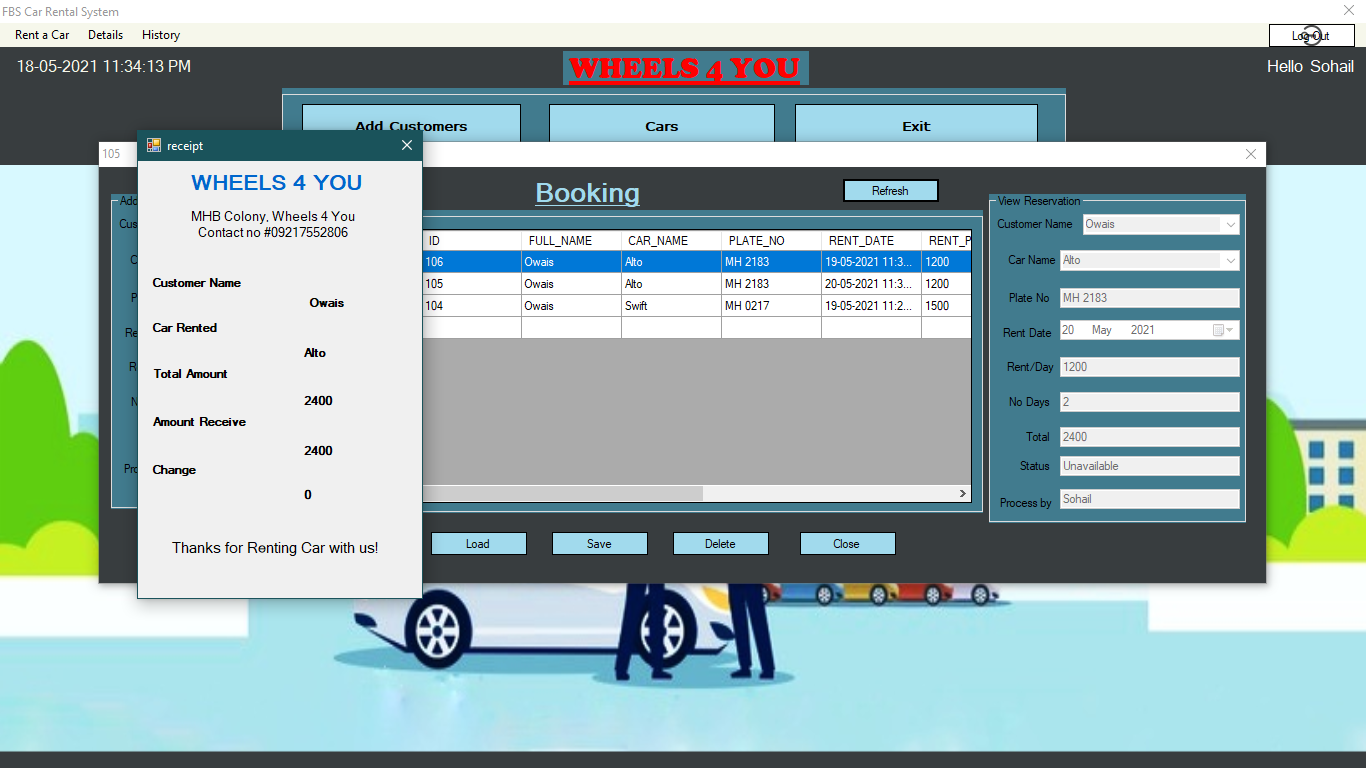 FBS Car Rental System
Rent a Car Details History
Log Out
18-05-2021 11:34:13 PM
WHEELS 4 YOU
Hello Sohail
Add Customers Cars Exit
105
receipt
WHEELS 4 YOU
MHB Colony, Wheels 4 You
Contact no #09217552806
Customer Name
Owais
Car Rented
Alto
Total Amount
2400
Amount Receive
2400
Change
0
Thanks for Renting Car with us!
Booking
Refresh
ID FULL_NAME CAR_NAME PLATE_NO RENT_DATE RENT_P
106 Owais Alto MH 2183 19-05-2021 11:3... 1200
105 Owais Alto MH 2183 20-05-2021 11:3... 1200
104 Owais Swift MH 0217 19-05-2021 11:2... 1500
Load Save Delete Close
View Reservation
Customer Name Owais
Car Name Alto
Plate No MH 2183
Rent Date 20 May 2021
Rent/Day 1200
No Days 2
Total 2400
Status Unavailable
Process by Sohail